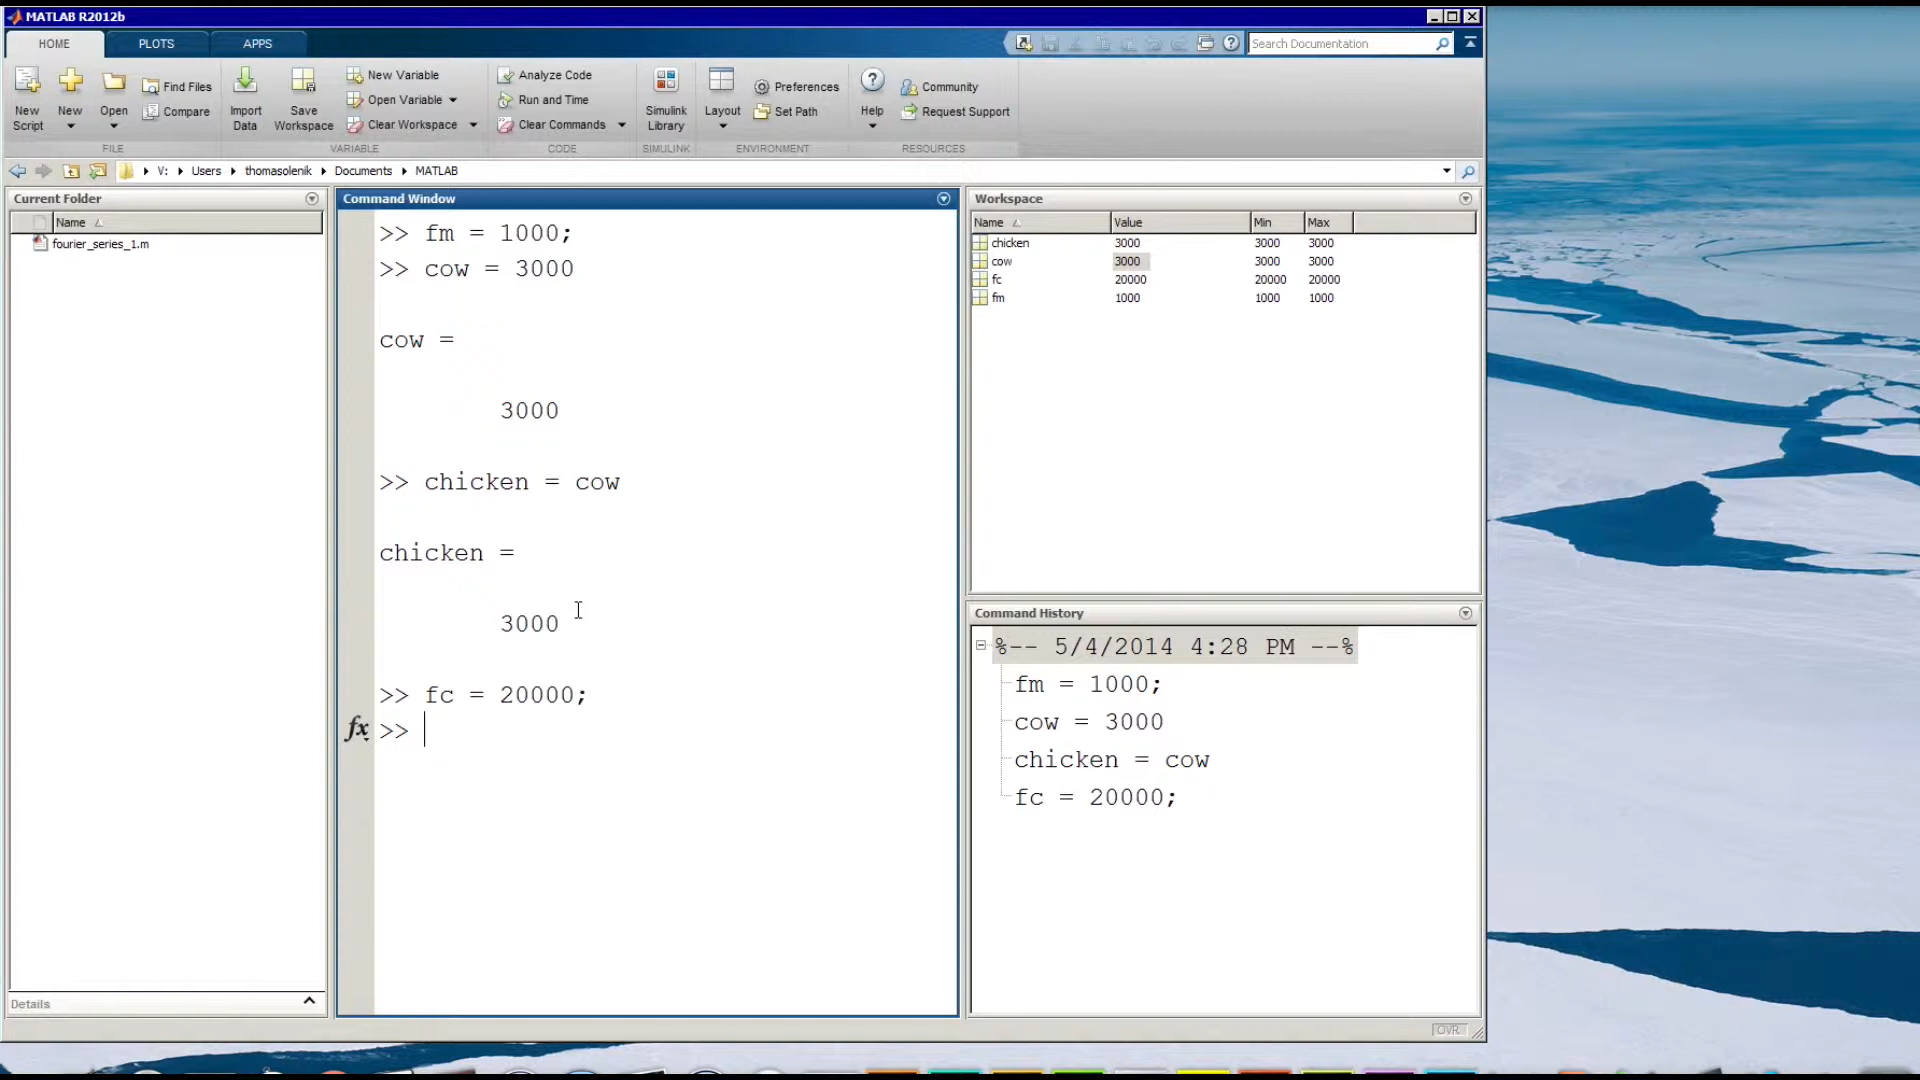 MATLAB R2012b
HOME PLOTS APPS
Search Documentation
New Script
New
Open
Find Files
Compare
FILE
Import Data
Save Workspace
New Variable
Open Variable
Clear Workspace
VARIABLE
Analyze Code
Run and Time
Clear Commands
CODE
Simulink Library
SIMULINK
Layout
Preferences
Set Path
ENVIRONMENT
Help
Community
Request Support
RESOURCES
V: Users thomasolenik Documents MATLAB
Current Folder
Name
fourier_series_1.m
Details
Command Window
>> fm = 1000;
>> cow = 3000
cow =
3000
>> chicken = cow
chicken =
3000
>> fc = 20000;
fx >>
Workspace
Name Value Min Max
chicken 3000 3000 3000
cow 3000 3000 3000
fc 20000 20000 20000
fm 1000 1000 1000
Command History
%-- 5/4/2014 4:28 PM --%
fm = 1000;
cow = 3000
chicken = cow
fc = 20000;
OVR